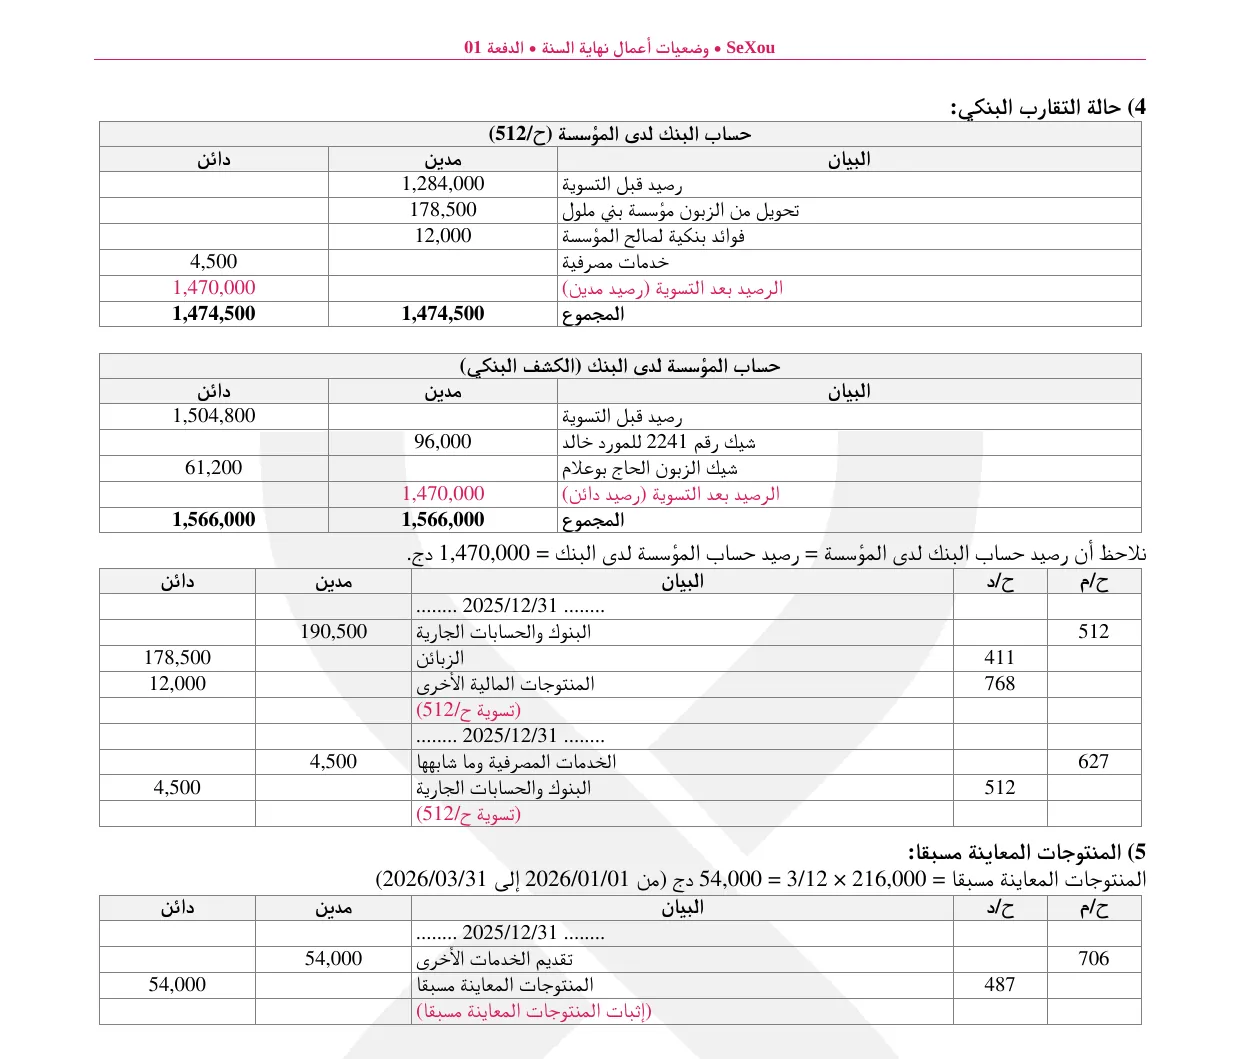 SeXou • وضعيات أعمال نهاية السنة • الدفعة 01
4) حالة التقارب البنكي:
حساب البنك لدى المؤسسة (ح/512)
البيان مدين دائن
رصيد قبل التسوية 1,284,000
تحويل من الزبون مؤسسة بني ملول 178,500
فوائد بنكية لصالح المؤسسة 12,000
خدمات مصرفية 4,500
الرصيد بعد التسوية (رصيد مدين) 1,470,000
المجموع 1,474,500 1,474,500
حساب المؤسسة لدى البنك (الكشف البنكي)
البيان مدين دائن
رصيد قبل التسوية 1,504,800
شيك رقم 2241 للمورد خالد 96,000
شيك الزبون الحاج بوعلام 61,200
الرصيد بعد التسوية (رصيد دائن) 1,470,000
المجموع 1,566,000 1,566,000
نلاحظ أن رصيد حساب البنك لدى المؤسسة = رصيد حساب المؤسسة لدى البنك = 1,470,000 دج.
ح/م ح/د البيان مدين دائن
........ 2025/12/31 ........
512 البنوك والحسابات الجارية 190,500
411 الزبائن 178,500
768 المنتوجات المالية الأخرى 12,000
(تسوية ح/512)
........ 2025/12/31 ........
627 الخدمات المصرفية وما شابهها 4,500
512 البنوك والحسابات الجارية 4,500
(تسوية ح/512)
5) المنتوجات المعاينة مسبقا:
المنتوجات المعاينة مسبقا = 216,000 × 3/12 = 54,000 دج (من 2026/01/01 إلى 2026/03/31)
ح/م ح/د البيان مدين دائن
........ 2025/12/31 ........
706 تقديم الخدمات الأخرى 54,000
487 المنتوجات المعاينة مسبقا 54,000
(إثبات المنتوجات المعاينة مسبقا)